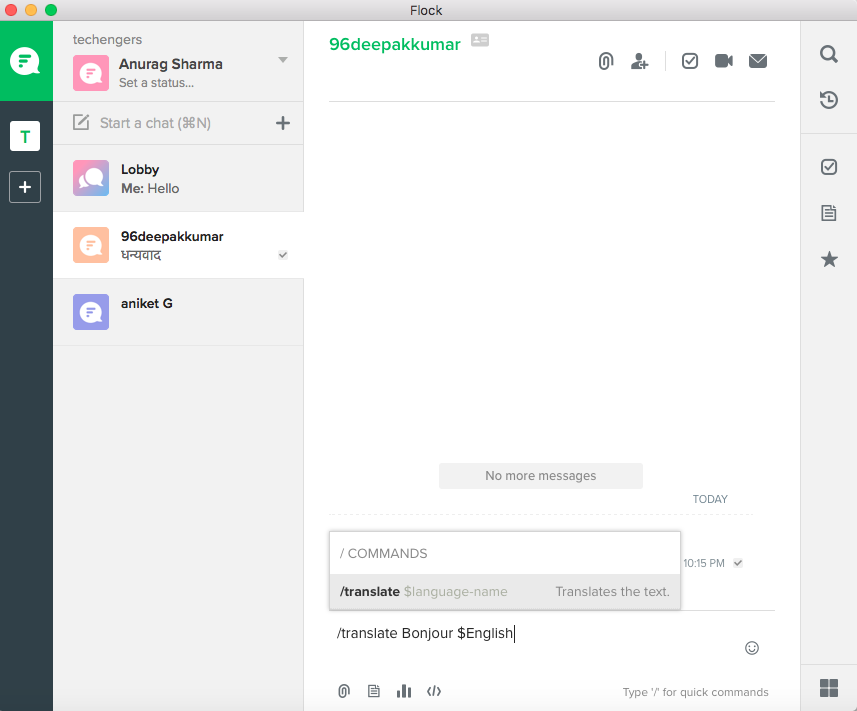 Flock
techengers
Anurag Sharma
Set a status...
T
Start a chat (⌘N)
Lobby
Me: Hello
96deepakkumar
धन्यवाद
aniket G
96deepakkumar
No more messages
TODAY
/ COMMANDS
10:15 PM
/translate $language-name Translates the text.
/translate Bonjour $English
Type '/' for quick commands